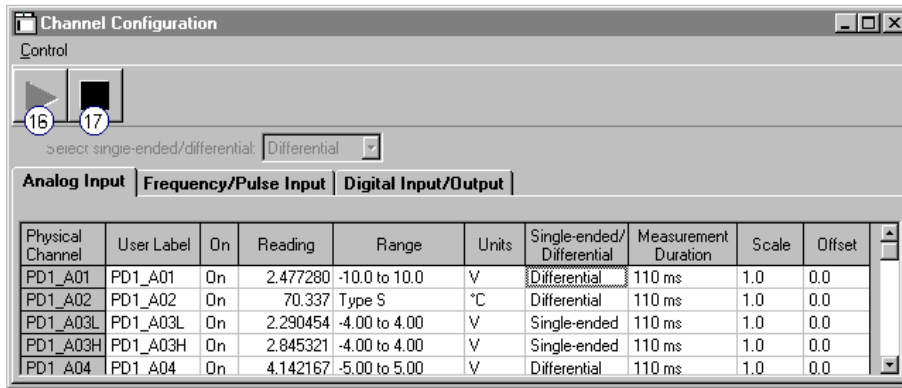 Channel Configuration
Control
16 17
Select single-ended/differential: Differential
Analog Input Frequency/Pulse Input Digital Input/Output
Physical Channel User Label On Reading Range Units Single-ended/ Differential Measurement Duration Scale Offset
PD1_A01 PD1_A01 On 2.477280 -10.0 to 10.0 V Differential 110 ms 1.0 0.0
PD1_A02 PD1_A02 On 70.337 Type S °C Differential 110 ms 1.0 0.0
PD1_A03L PD1_A03L On 2.290454 -4.00 to 4.00 V Single-ended 110 ms 1.0 0.0
PD1_A03H PD1_A03H On 2.845321 -4.00 to 4.00 V Single-ended 110 ms 1.0 0.0
PD1_A04 PD1_A04 On 4.142167 -5.00 to 5.00 V Differential 110 ms 1.0 0.0